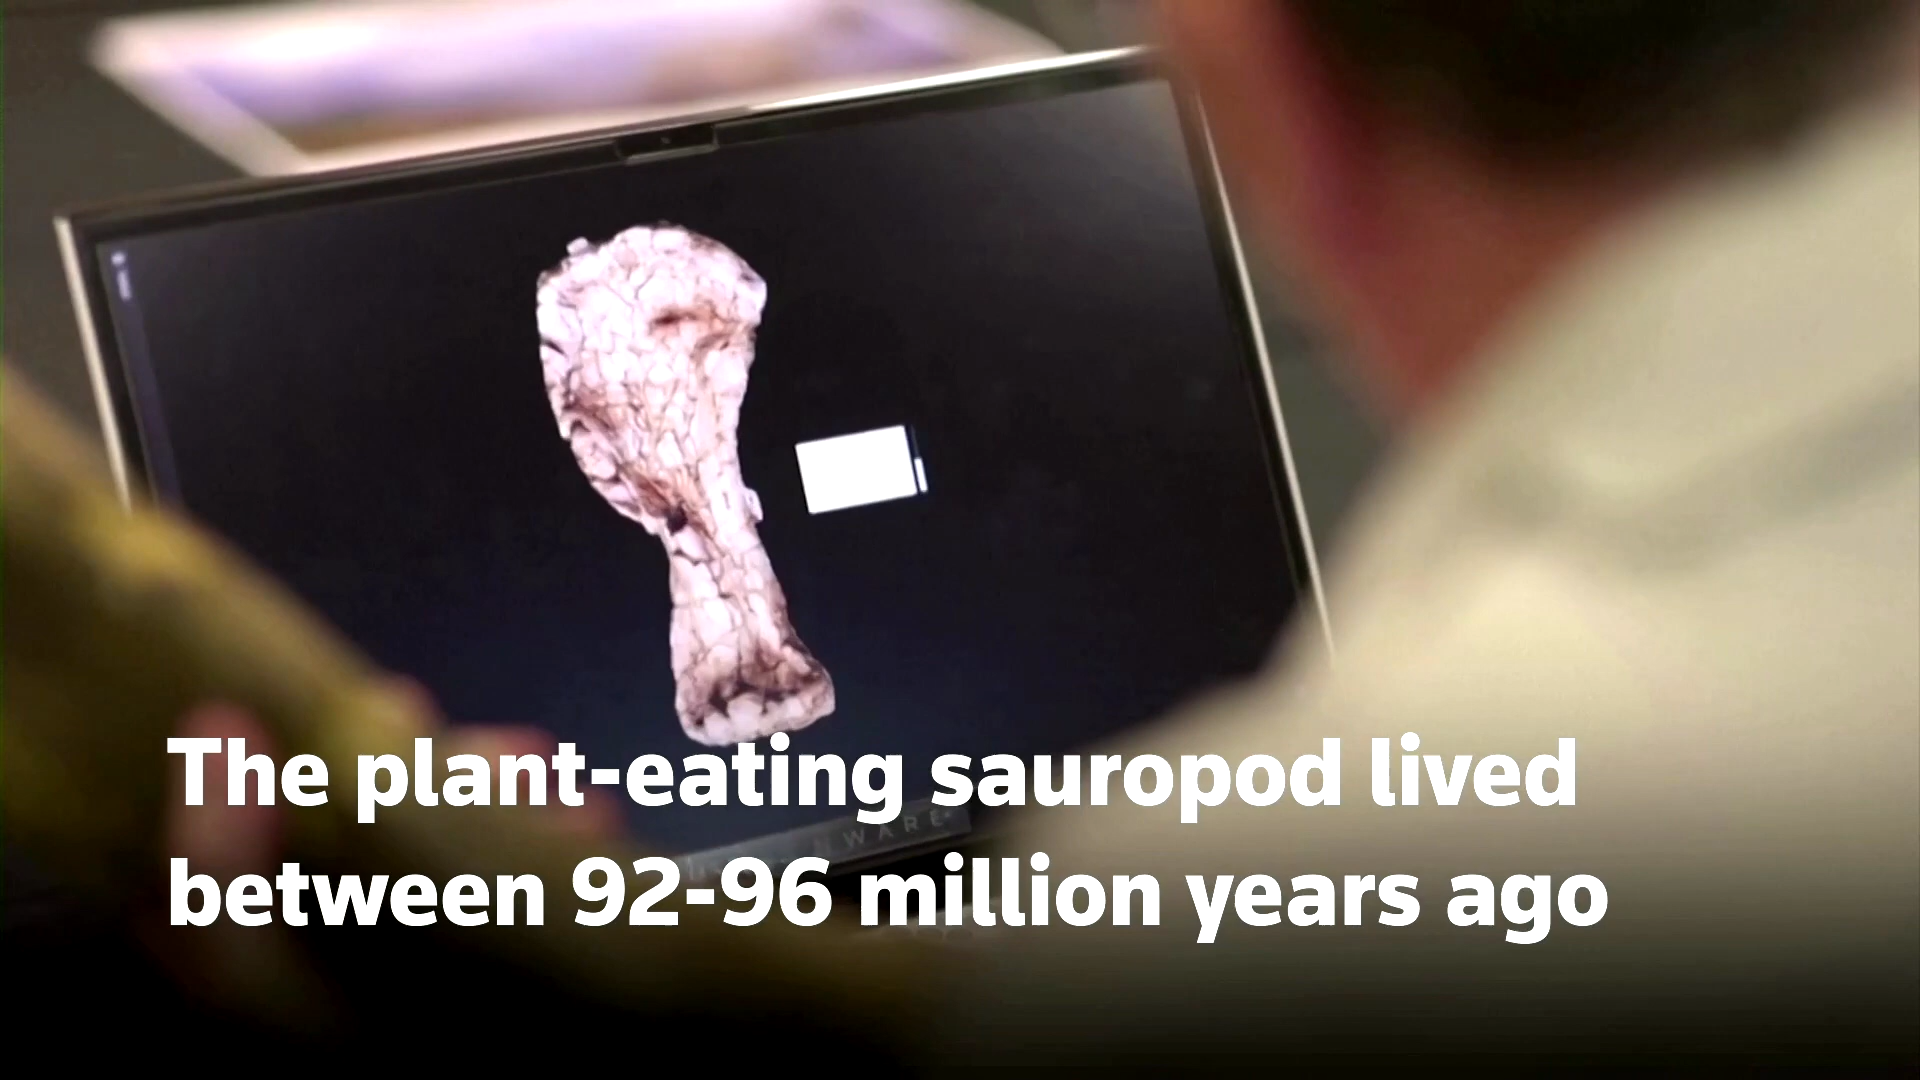 The plant-eating sauropod lived
between 92-96 million years ago